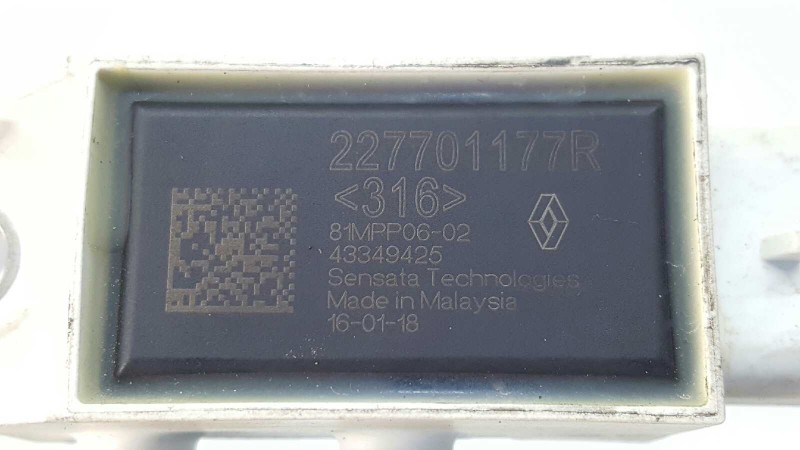 227701177R
<316>
81MPP06-02
43349425
Sensata Technologies
Made in Malaysia
16-01-18